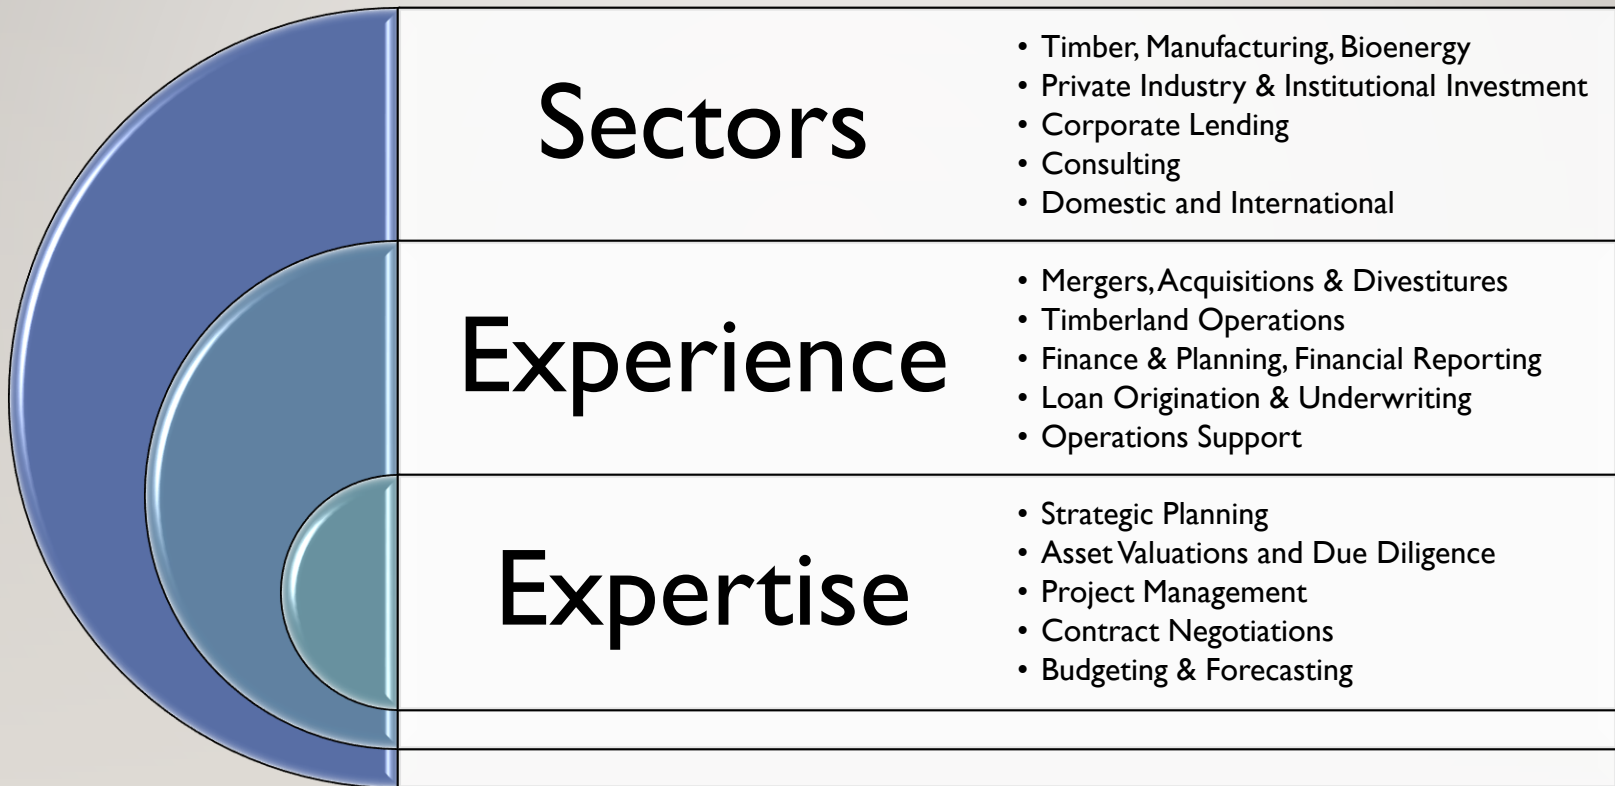 Sectors
• Timber, Manufacturing, Bioenergy
• Private Industry & Institutional Investment
• Corporate Lending
• Consulting
• Domestic and International
Experience
• Mergers, Acquisitions & Divestitures
• Timberland Operations
• Finance & Planning, Financial Reporting
• Loan Origination & Underwriting
• Operations Support
Expertise
• Strategic Planning
• Asset Valuations and Due Diligence
• Project Management
• Contract Negotiations
• Budgeting & Forecasting